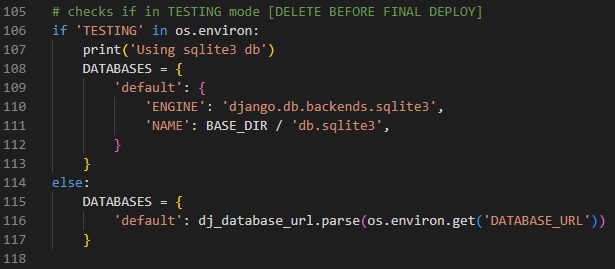 105 # checks if in TESTING mode [DELETE BEFORE FINAL DEPLOY]
106 if 'TESTING' in os.environ:
107     print('Using sqlite3 db')
108     DATABASES = {
109         'default': {
110             'ENGINE': 'django.db.backends.sqlite3',
111             'NAME': BASE_DIR / 'db.sqlite3',
112         }
113     }
114 else:
115     DATABASES = {
116         'default': dj_database_url.parse(os.environ.get('DATABASE_URL'))
117     }
118